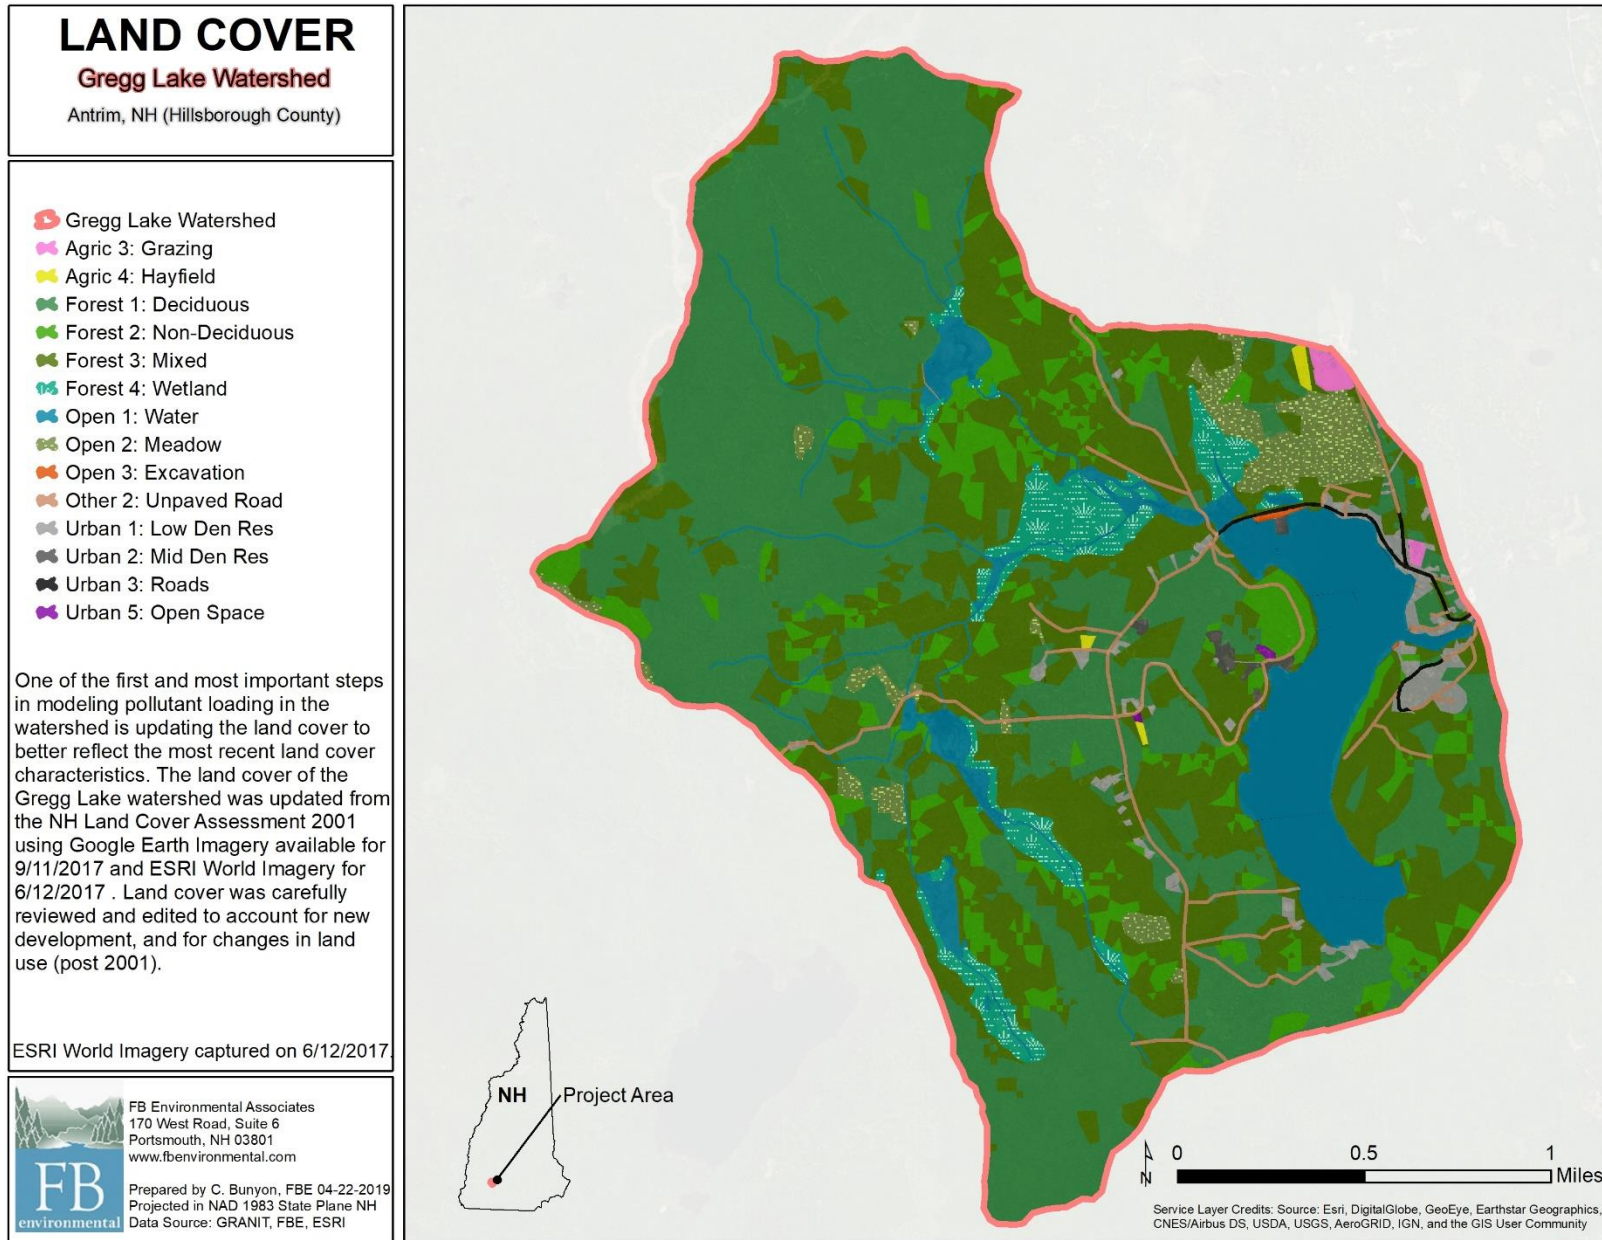 LAND COVER
Gregg Lake Watershed
Antrim, NH (Hillsborough County)
Gregg Lake Watershed
Agric 3: Grazing
Agric 4: Hayfield
Forest 1: Deciduous
Forest 2: Non-Deciduous
Forest 3: Mixed
Forest 4: Wetland
Open 1: Water
Open 2: Meadow
Open 3: Excavation
Other 2: Unpaved Road
Urban 1: Low Den Res
Urban 2: Mid Den Res
Urban 3: Roads
Urban 5: Open Space
One of the first and most important steps
in modeling pollutant loading in the
watershed is updating the land cover to
better reflect the most recent land cover
characteristics. The land cover of the
Gregg Lake watershed was updated from
the NH Land Cover Assessment 2001
using Google Earth Imagery available for
9/11/2017 and ESRI World Imagery for
6/12/2017 . Land cover was carefully
reviewed and edited to account for new
development, and for changes in land
use (post 2001).
ESRI World Imagery captured on 6/12/2017.
FB
environmental
FB Environmental Associates
170 West Road, Suite 6
Portsmouth, NH 03801
www.fbenvironmental.com
Prepared by C. Bunyon, FBE 04-22-2019
Projected in NAD 1983 State Plane NH
Data Source: GRANIT, FBE, ESRI
NH
Project Area
N
0 0.5 1
Miles
Service Layer Credits: Source: Esri, DigitalGlobe, GeoEye, Earthstar Geographics,
CNES/Airbus DS, USDA, USGS, AeroGRID, IGN, and the GIS User Community